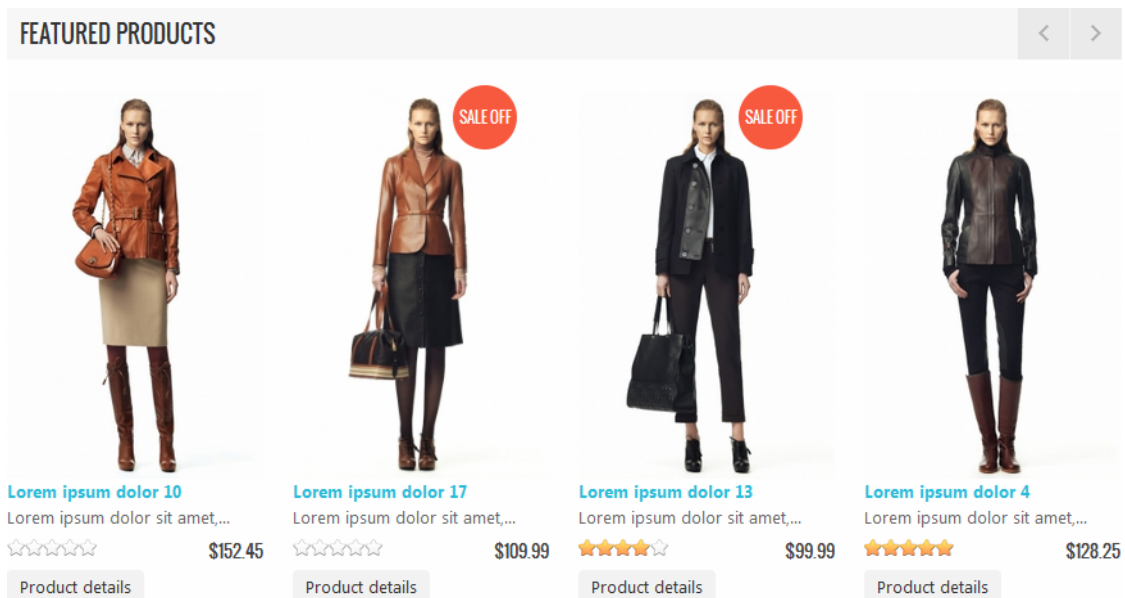 FEATURED PRODUCTS
SALE OFF
SALE OFF
Lorem ipsum dolor 10
Lorem ipsum dolor sit amet,...
$152.45
Product details
Lorem ipsum dolor 17
Lorem ipsum dolor sit amet,...
$109.99
Product details
Lorem ipsum dolor 13
Lorem ipsum dolor sit amet,...
$99.99
Product details
Lorem ipsum dolor 4
Lorem ipsum dolor sit amet,...
$128.25
Product details